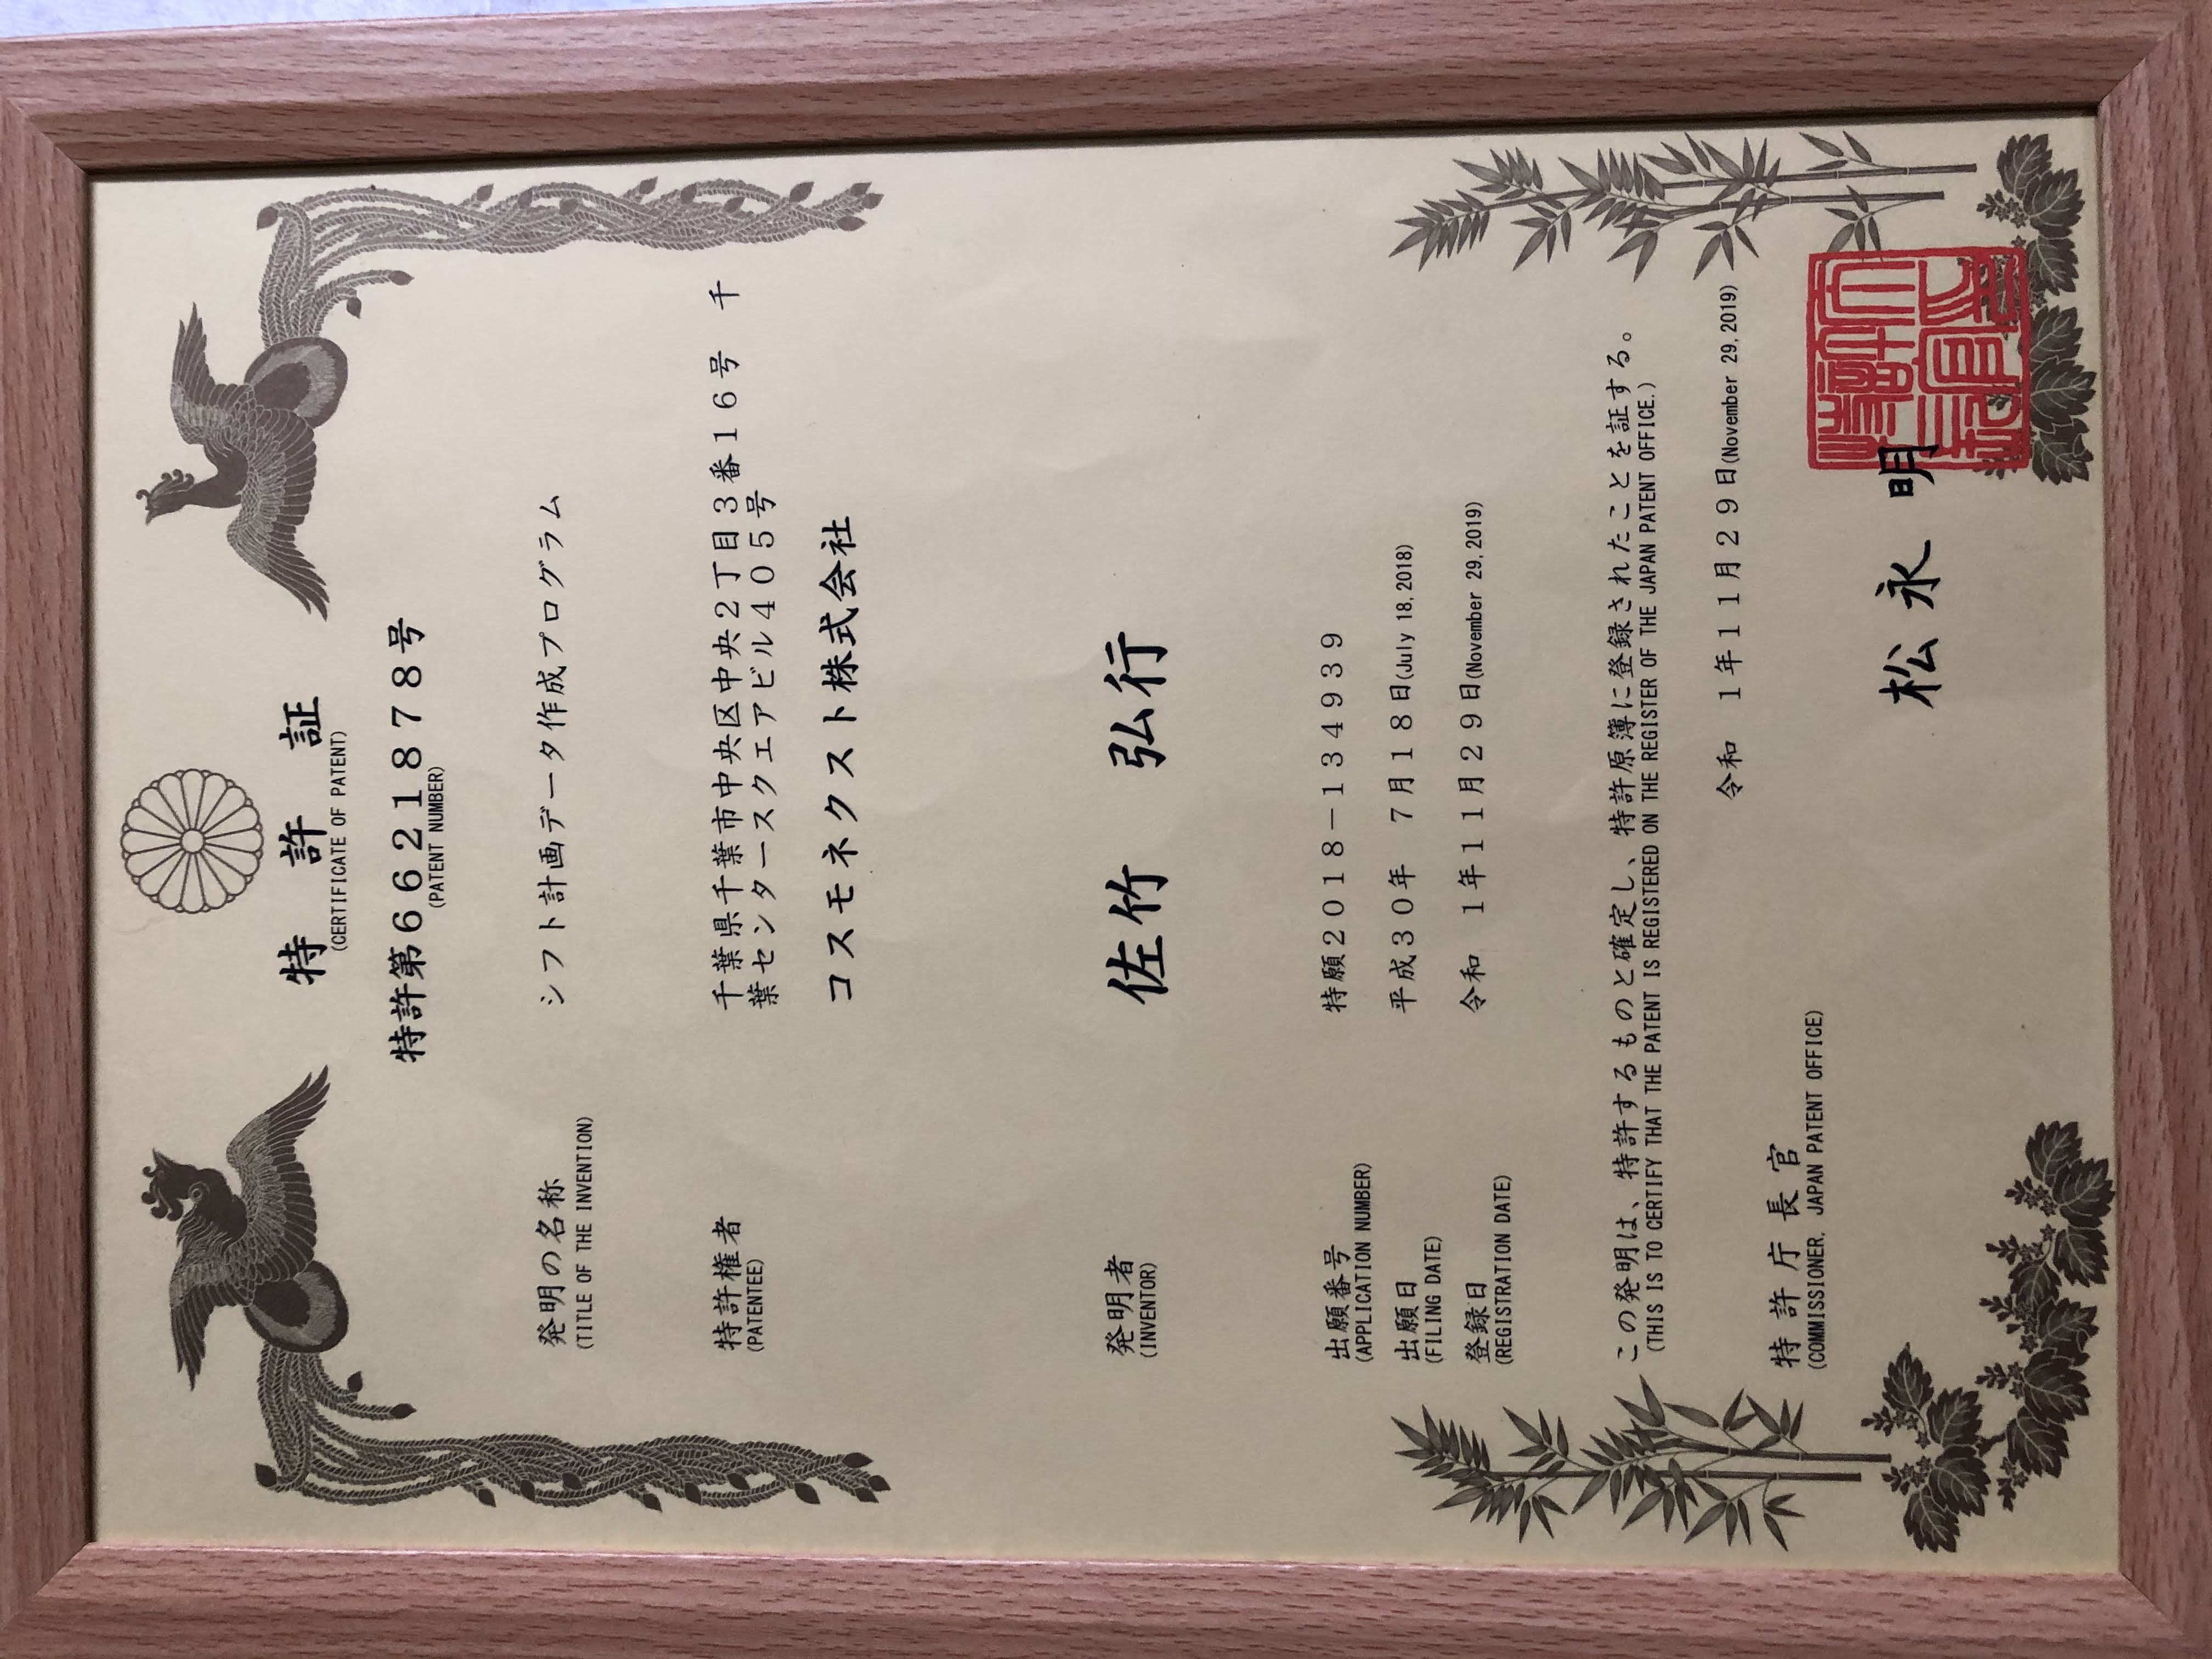 特許証
(CERTIFICATE OF PATENT)
特許第6621878号
(PATENT NUMBER)
発明の名称 シフト計画データ作成プログラム
(TITLE OF THE INVENTION)
特許権者 千葉県千葉市中央区中央2丁目3番16号 千
(PATENTEE) 葉センタースクエアビル405号
コスモネクスト株式会社
発明者 佐竹 弘行
(INVENTOR)
出願番号 特願2018-134939
(APPLICATION NUMBER)
出願日 平成30年 7月18日(July 18,2018)
(FILING DATE)
登録日 令和 1年11月29日(November 29,2019)
(REGISTRATION DATE)
この発明は、特許するものと確定し、特許原簿に登録されたことを証する。
(THIS IS TO CERTIFY THAT THE PATENT IS REGISTERED ON THE REGISTER OF THE JAPAN PATENT OFFICE.)
令和 1年11月29日(November 29,2019)
特許庁長官
(COMMISSIONER, JAPAN PATENT OFFICE)
松永明